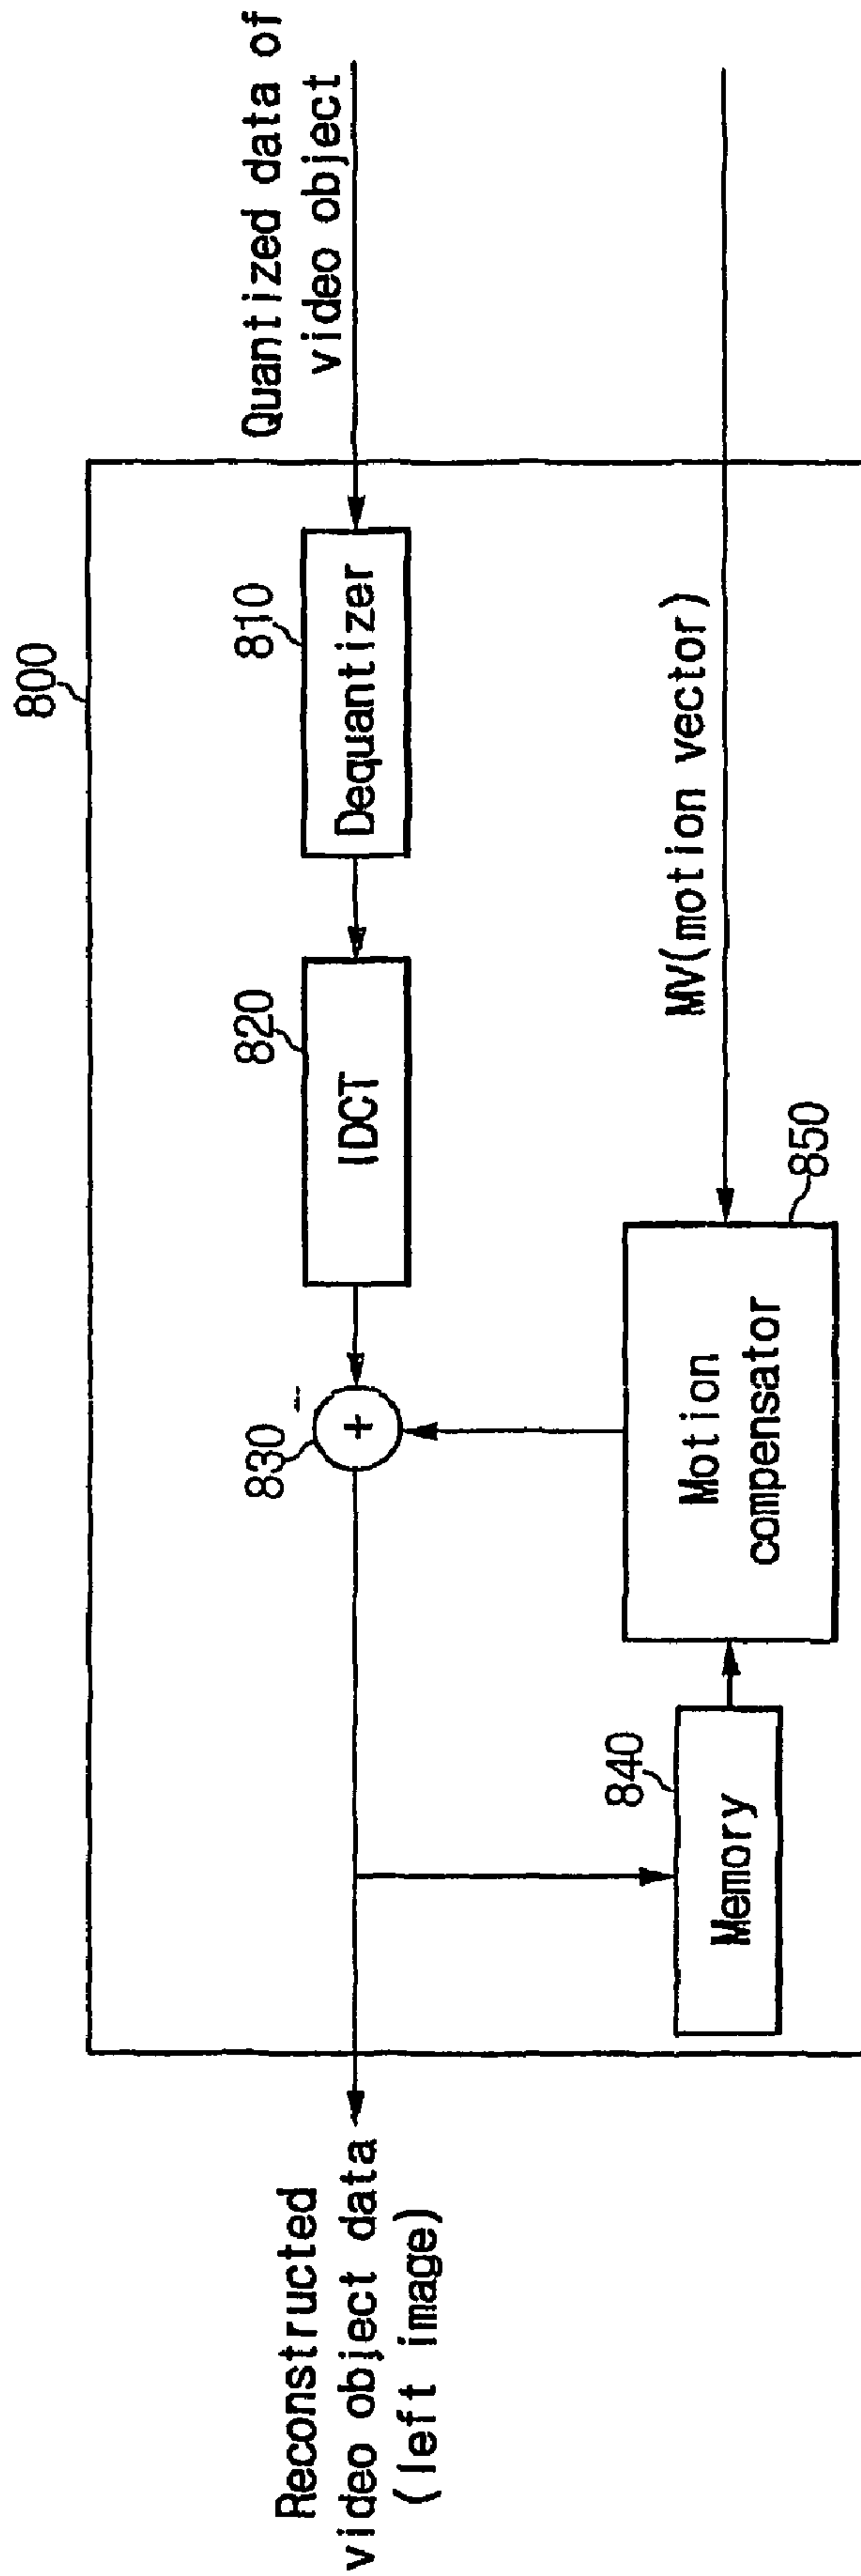 800
Quantized data of
video object
810
Dequantizer
820
IDCT
830
+
MV(motion vector)
850
Motion
compensator
840
Memory
Reconstructed
video object data
(left image)